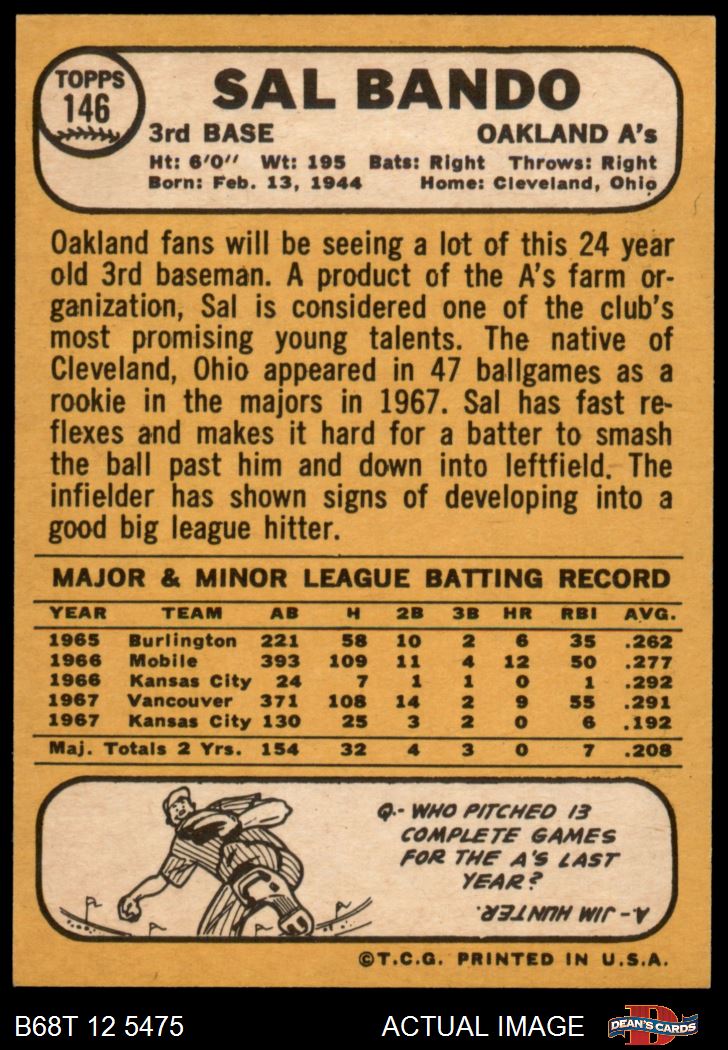 TOPPS
146
SAL BANDO
3rd BASE OAKLAND A's
Ht: 6'0'' Wt: 195 Bats: Right Throws: Right
Born: Feb. 13, 1944 Home: Cleveland, Ohio
Oakland fans will be seeing a lot of this 24 year
old 3rd baseman. A product of the A's farm or-
ganization, Sal is considered one of the club's
most promising young talents. The native of
Cleveland, Ohio appeared in 47 ballgames as a
rookie in the majors in 1967. Sal has fast re-
flexes and makes it hard for a batter to smash
the ball past him and down into leftfield. The
infielder has shown signs of developing into a
good big league hitter.
MAJOR & MINOR LEAGUE BATTING RECORD
YEAR TEAM AB H 2B 3B HR RBI AVG.
1965 Burlington 221 58 10 2 6 35 .262
1966 Mobile 393 109 11 4 12 50 .277
1966 Kansas City 24 7 1 1 0 1 .292
1967 Vancouver 371 108 14 2 9 55 .291
1967 Kansas City 130 25 3 2 0 6 .192
Maj. Totals 2 Yrs. 154 32 4 3 0 7 .208
Q.- WHO PITCHED 13
COMPLETE GAMES
FOR THE A'S LAST
YEAR?
A- JIM HUNTER.
©T.C.G. PRINTED IN U.S.A.
B68T 12 5475 ACTUAL IMAGE D DEAN'S CARDS